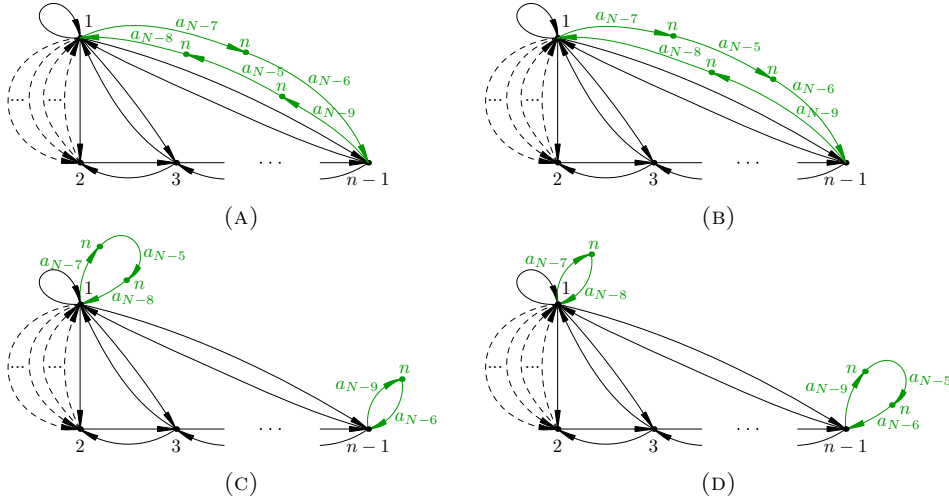 1 a_{N-7} n a_{N-8} n a_{N-5} a_{N-6} n a_{N-9}
... ...
2 3 ··· n − 1
(A)
1 a_{N-7} n a_{N-5} a_{N-8} n n a_{N-6} a_{N-9}
... ...
2 3 ··· n − 1
(B)
n a_{N-5} a_{N-7} n a_{N-8} 1
... ...
n a_{N-9} a_{N-6}
2 3 ··· n − 1
(C)
n a_{N-7} a_{N-8} 1
... ...
n a_{N-5} a_{N-9} n a_{N-6}
2 3 ··· n − 1
(D)